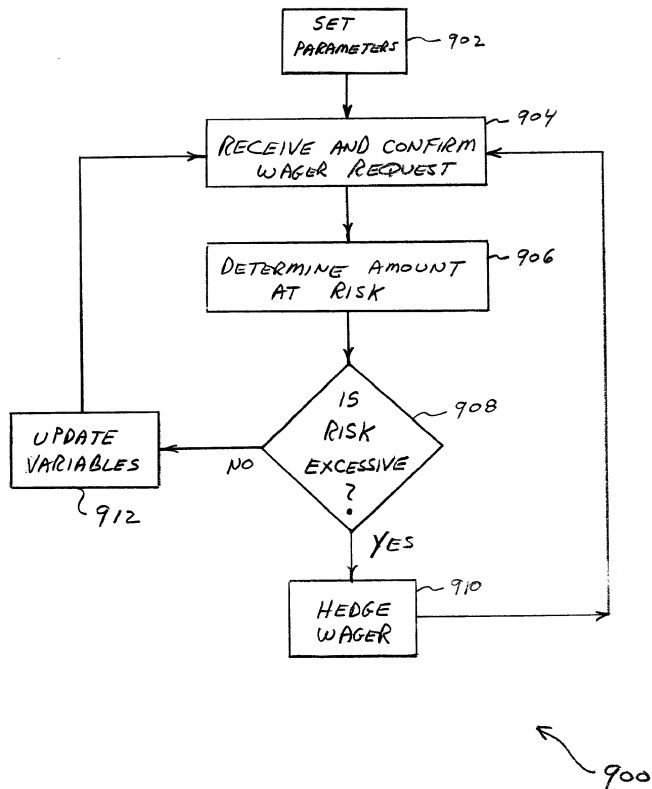 SET
PARAMETERS
902
904
RECEIVE AND CONFIRM
WAGER REQUEST
906
DETERMINE AMOUNT
AT RISK
908
IS
RISK
EXCESSIVE
?
NO
UPDATE
VARIABLES
912
YES
910
HEDGE
WAGER
900